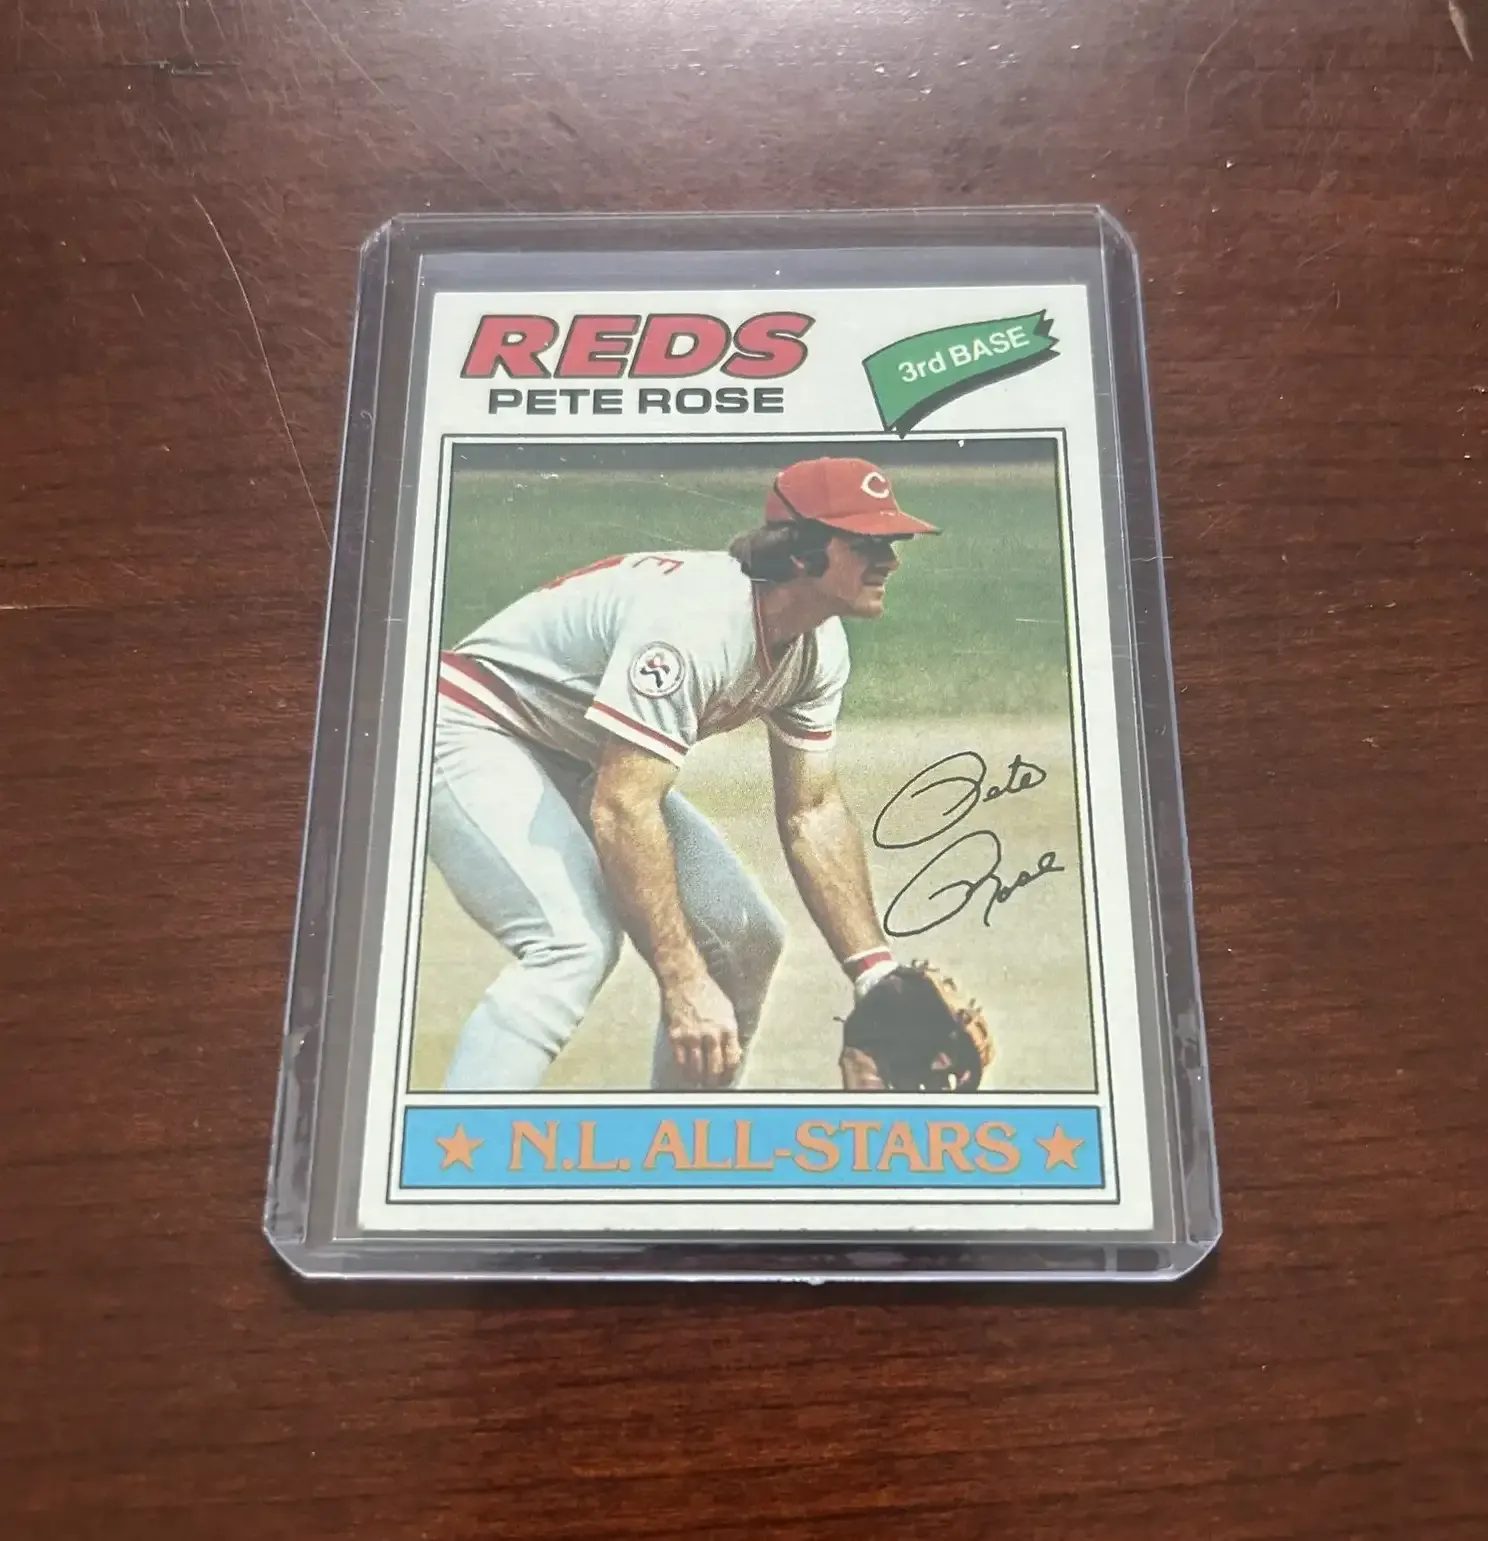 REDS
PETE ROSE
3rd BASE
C
E
Pete
Rose
★ N.L. ALL-STARS ★